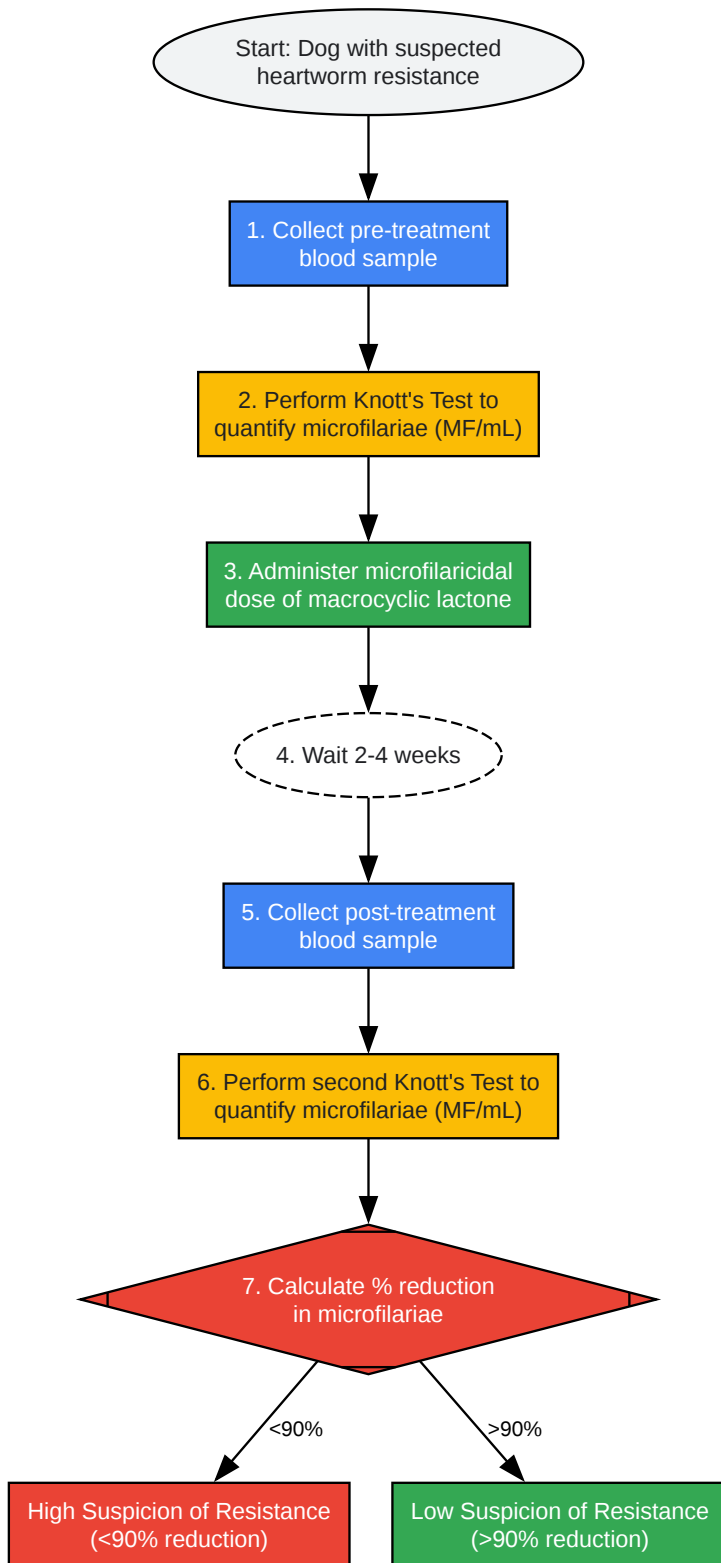 Start: Dog with suspected
heartworm resistance
1. Collect pre-treatment
blood sample
2. Perform Knott's Test to
quantify microfilariae (MF/mL)
3. Administer microfilaricidal
dose of macrocyclic lactone
4. Wait 2-4 weeks
5. Collect post-treatment
blood sample
6. Perform second Knott's Test to
quantify microfilariae (MF/mL)
7. Calculate % reduction
in microfilariae
<90%
>90%
High Suspicion of Resistance
(<90% reduction)
Low Suspicion of Resistance
(>90% reduction)